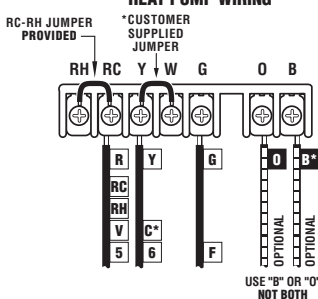 HEAT PUMP WIRING
RC-RH JUMPER
PROVIDED
*CUSTOMER
SUPPLIED
JUMPER
RH RC Y W G O B
R Y G O B*
RC
RH
V C*
5 6 F
OPTIONAL OPTIONAL
USE "B" OR "O"
NOT BOTH